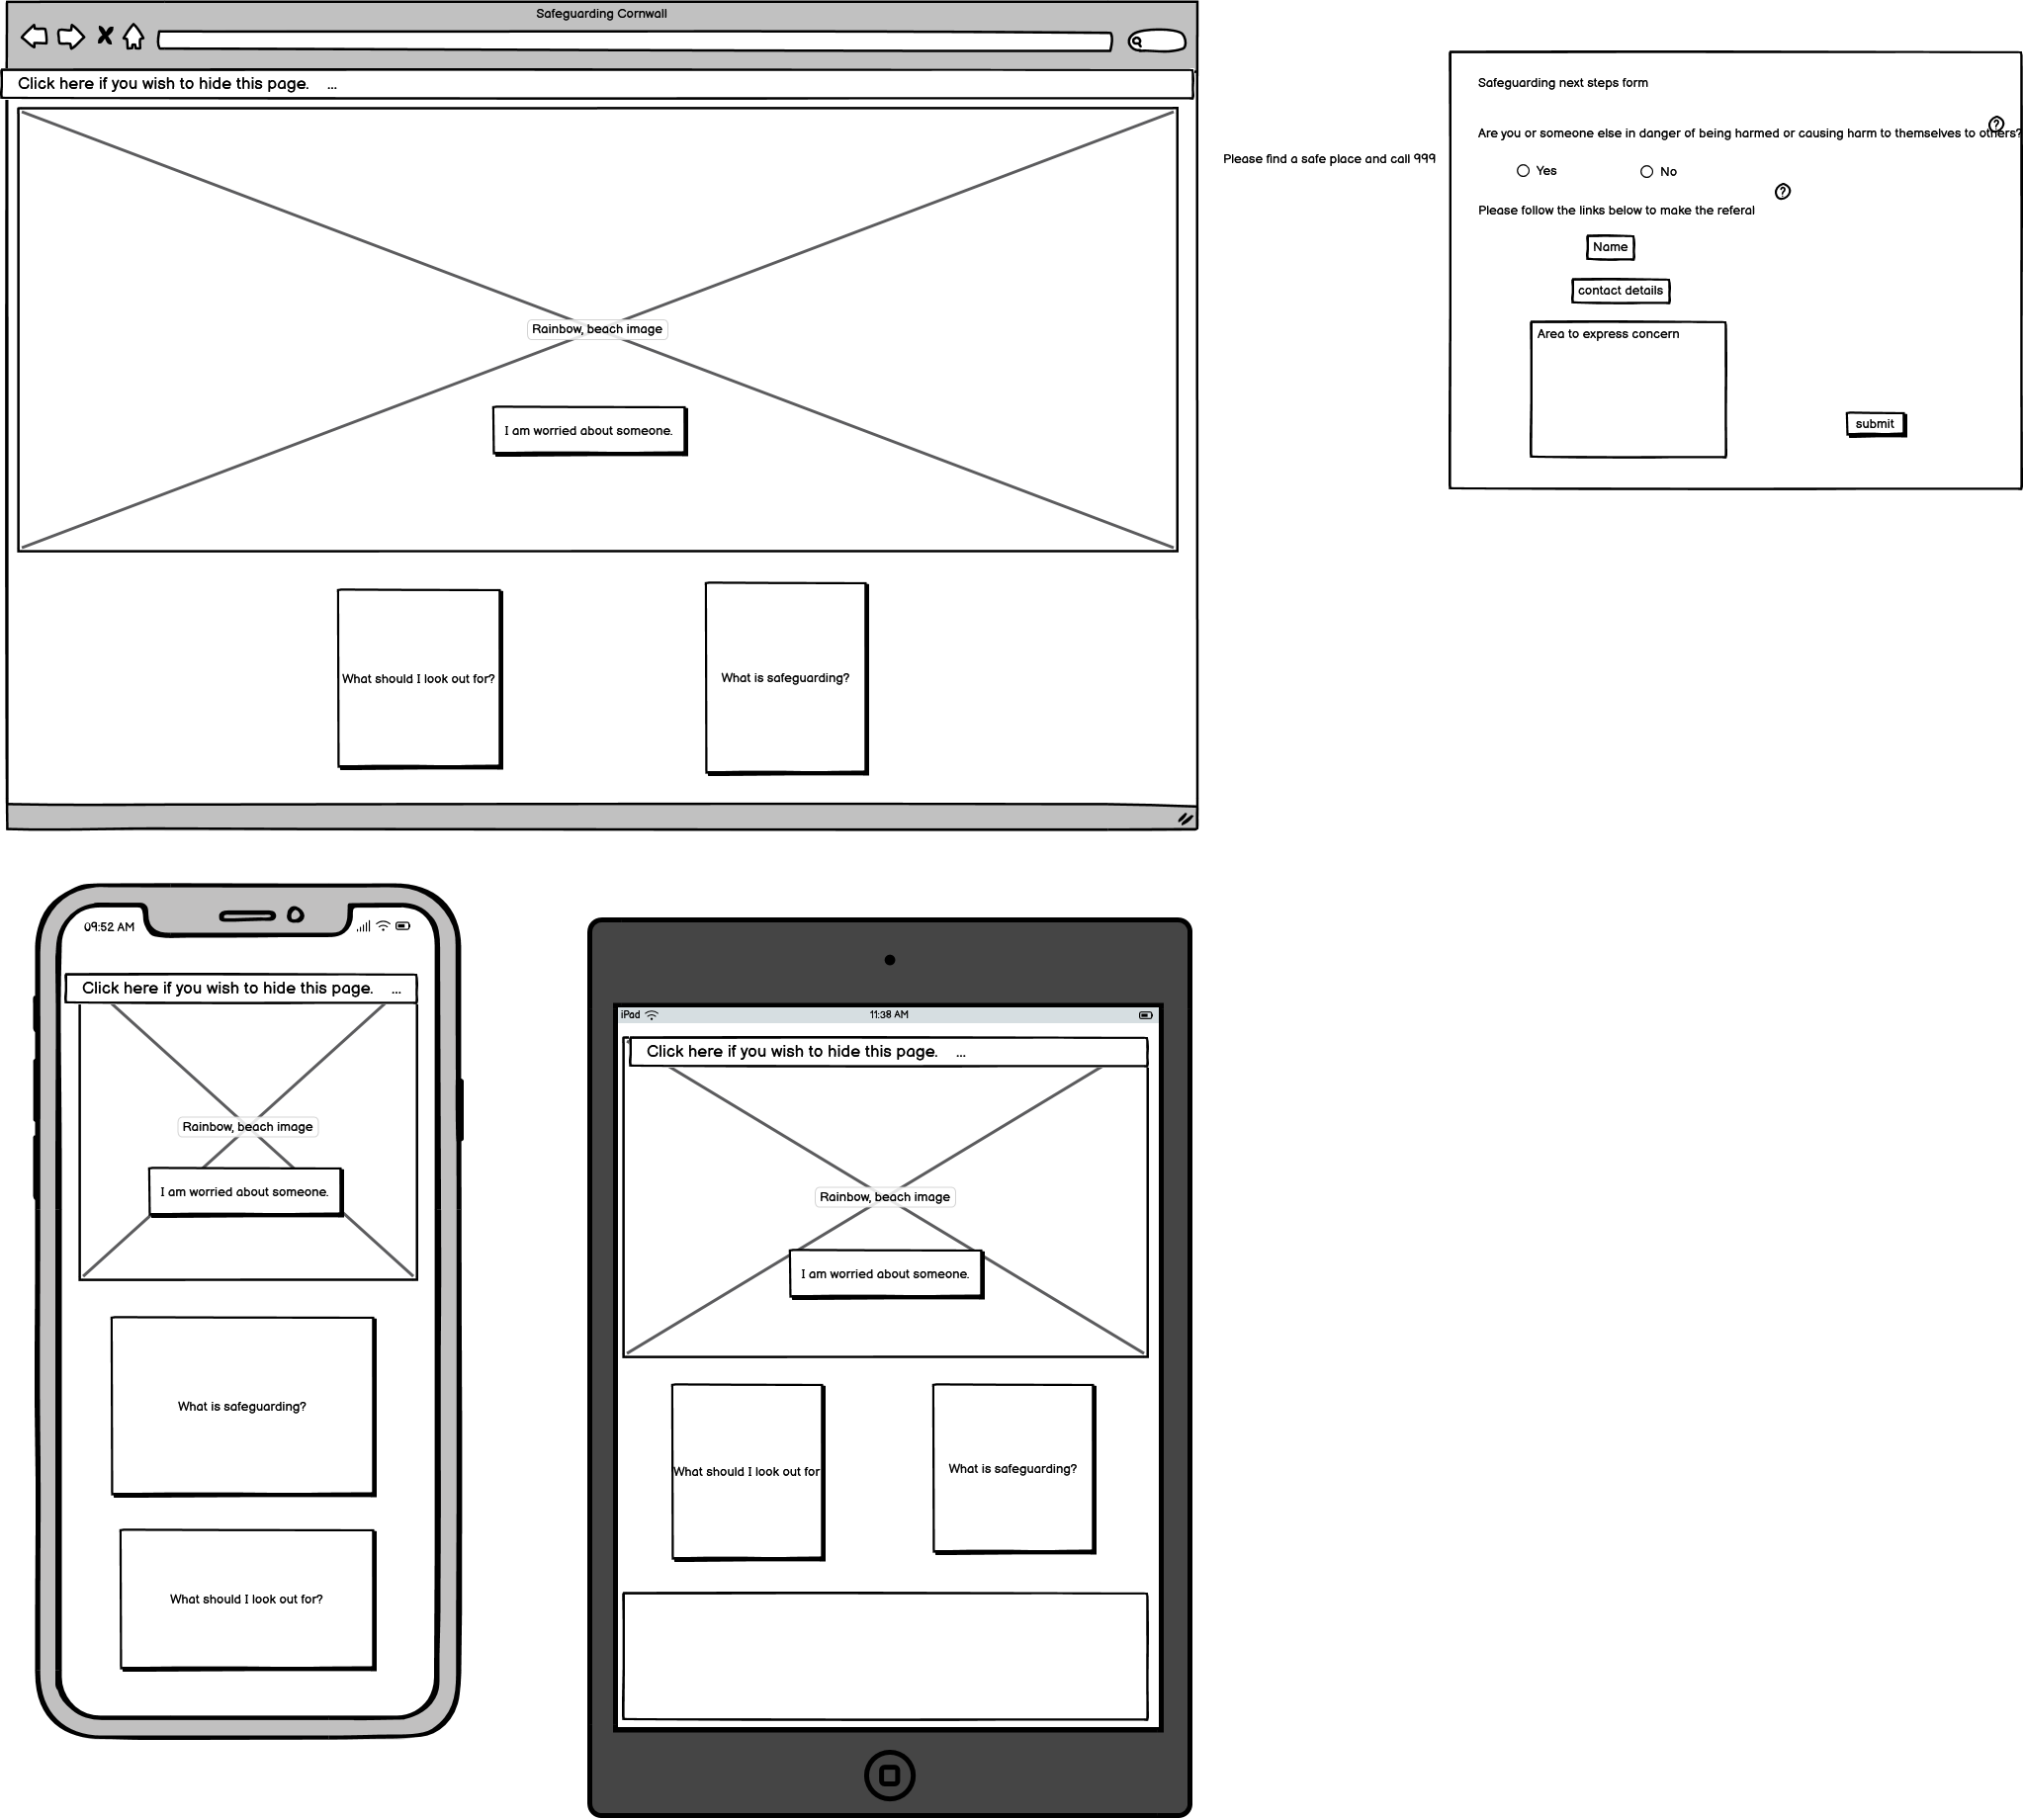 Safeguarding Cornwall
Click here if you wish to hide this page. ...
Rainbow, beach image
I am worried about someone.
What should I look out for?
What is safeguarding?
Please find a safe place and call 999
Safeguarding next steps form
?
Are you or someone else in danger of being harmed or causing harm to themselves to others?
Yes
No
?
Please follow the links below to make the referal
Name
contact details
Area to express concern
submit
09:52 AM
Click here if you wish to hide this page. ...
Rainbow, beach image
I am worried about someone.
What is safeguarding?
What should I look out for?
iPad
11:38 AM
Click here if you wish to hide this page. ...
Rainbow, beach image
I am worried about someone.
What should I look out for
What is safeguarding?